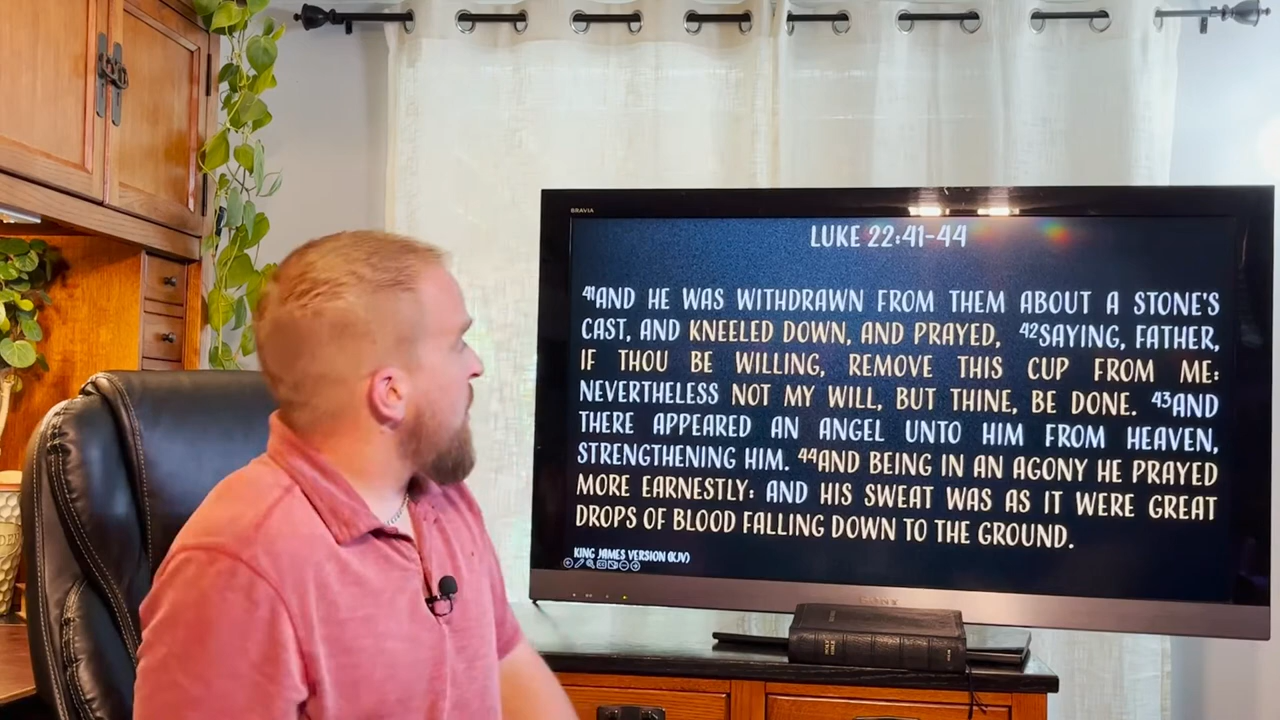 BRAVIA
LUKE 22:41-44
41AND HE WAS WITHDRAWN FROM THEM ABOUT A STONE'S
CAST, AND KNEELED DOWN, AND PRAYED, 42SAYING, FATHER,
IF THOU BE WILLING, REMOVE THIS CUP FROM ME:
NEVERTHELESS NOT MY WILL, BUT THINE, BE DONE. 43AND
THERE APPEARED AN ANGEL UNTO HIM FROM HEAVEN,
STRENGTHENING HIM. 44AND BEING IN AN AGONY HE PRAYED
MORE EARNESTLY: AND HIS SWEAT WAS AS IT WERE GREAT
DROPS OF BLOOD FALLING DOWN TO THE GROUND.
KING JAMES VERSION (KJV)
SONY
HOLY
BIBLE